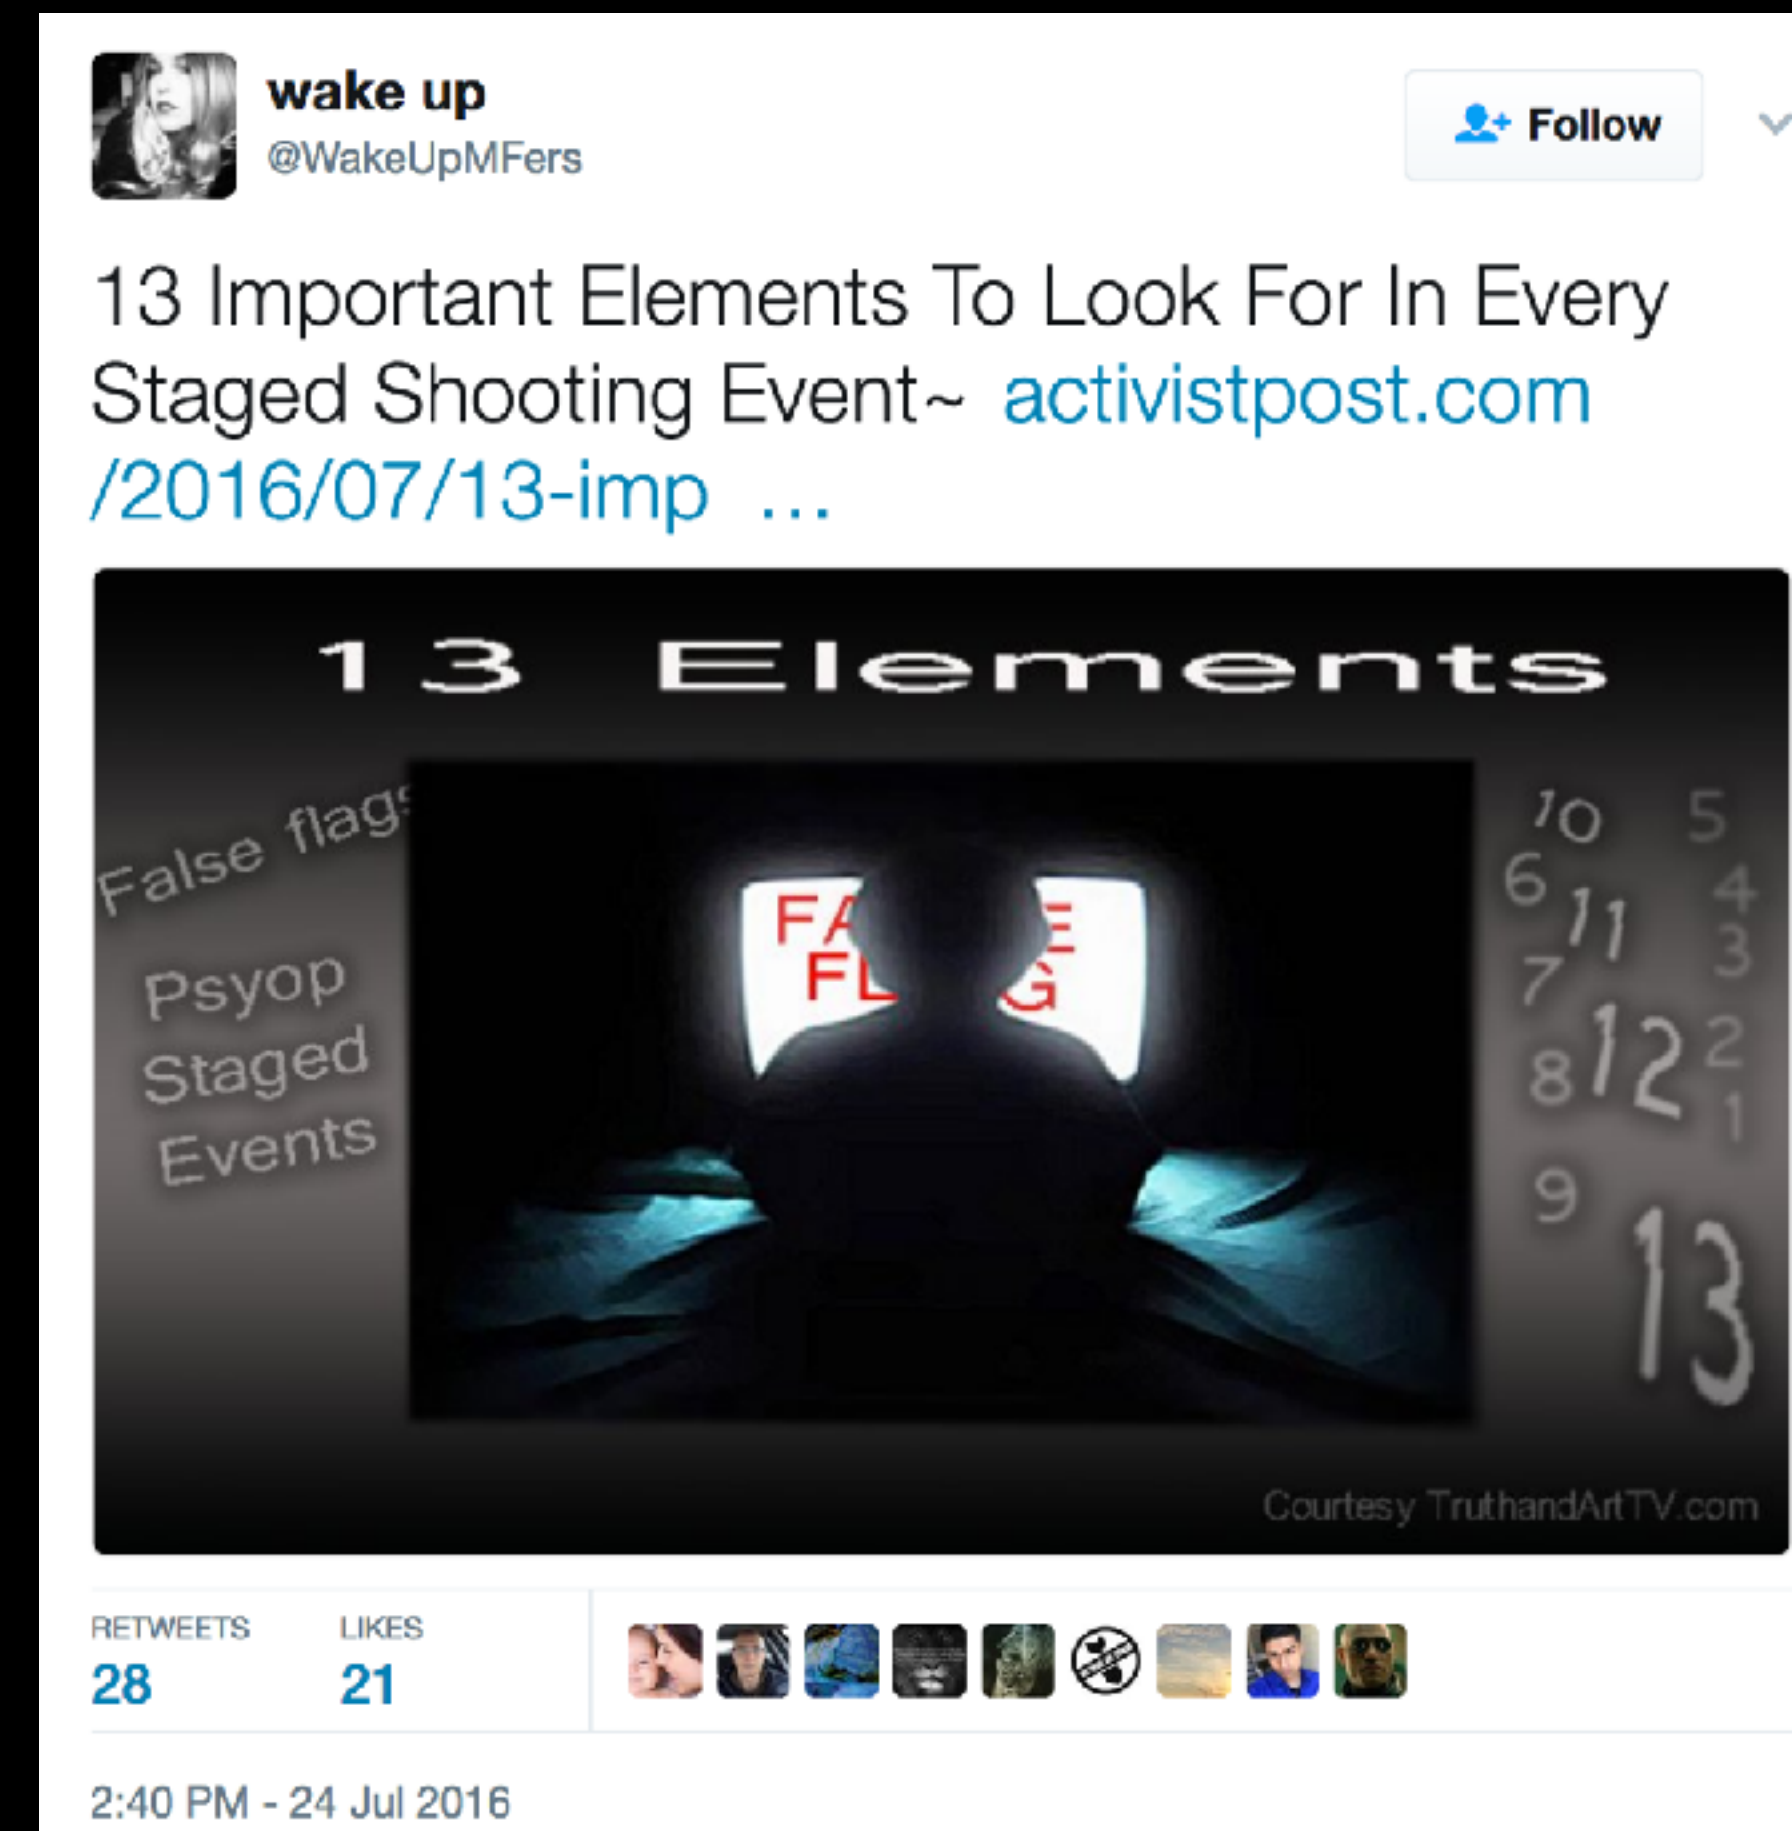 wake up
@WakeUpMFers
Follow
13 Important Elements To Look For In Every
Staged Shooting Event~ activistpost.com
/2016/07/13-imp …
13 Elements
False flags
Psyop
Staged
Events
FA E
FL G
10 5
6 4
11 3
7
12 2
8 1
9
13
Courtesy TruthandArtTV.com
RETWEETS LIKES
28 21
2:40 PM - 24 Jul 2016